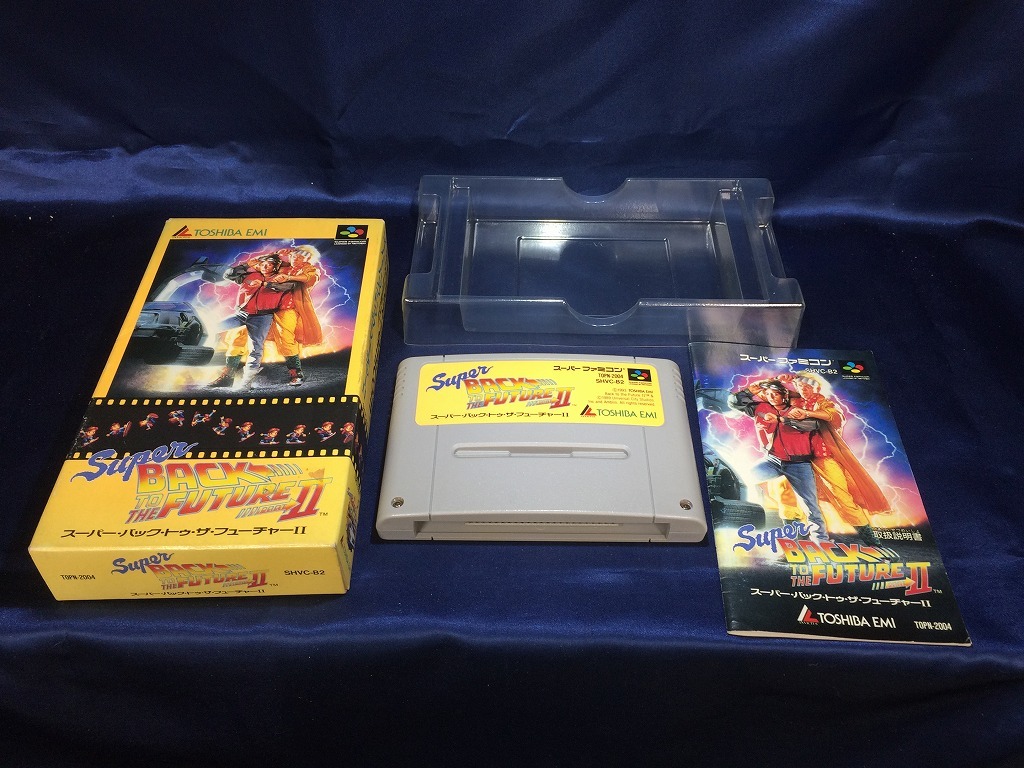 TOSHIBA EMI
Super
BACK
TO
THE FUTURE II™
スーパー・バック・トゥ・ザ・フューチャーII
TOPN-2004
Super
BACK
TO
THE FUTURE II™
SHVC-B2
スーパー・バック・トゥ・ザ・フューチャーII
Super
BACK
TO
THE FUTURE II
スーパー・バック・トゥ・ザ・フューチャーII
スーパーファミコン
TOPN-2004
SHVC-B2
TOSHIBA EMI
スーパーファミコン
SHVC-B2
取扱説明書
Super
BACK
TO
THE FUTURE II™
スーパー・バック・トゥ・ザ・フューチャーII
TOSHIBA EMI
TOPN-2004